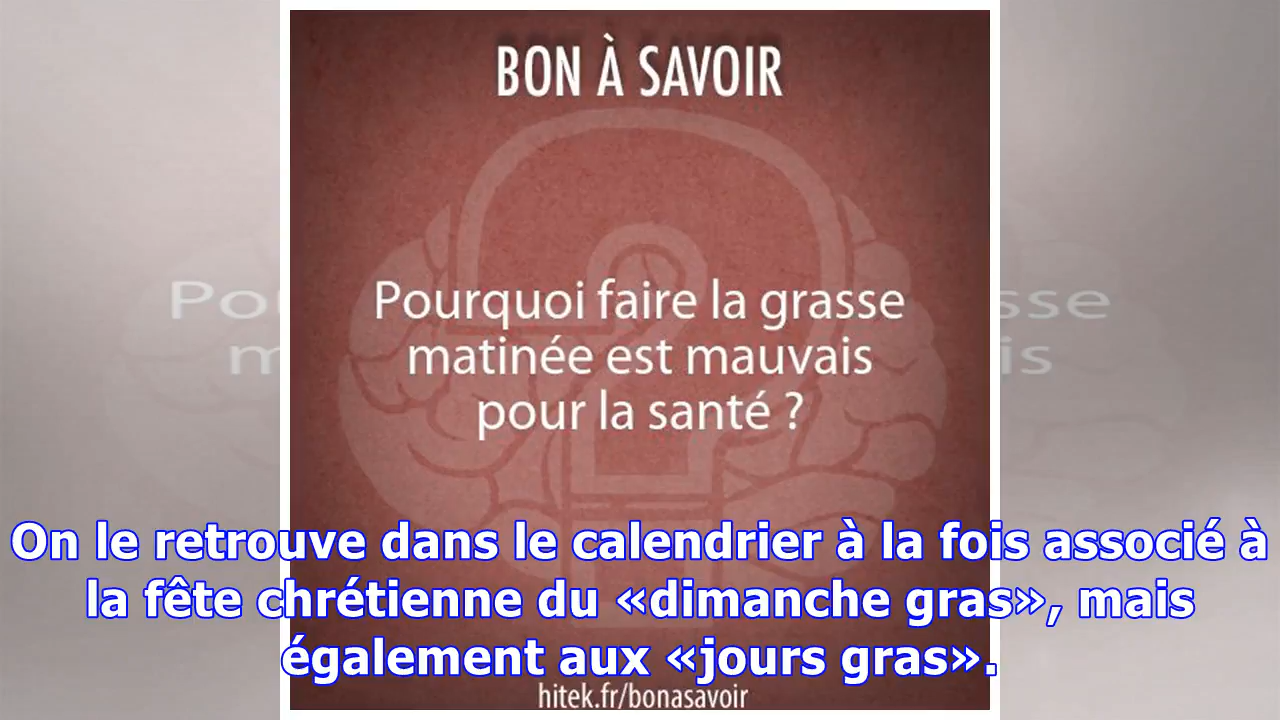 BON À SAVOIR
Pourquoi faire la grasse
matinée est mauvais
pour la santé ?
On le retrouve dans le calendrier à la fois associé à
la fête chrétienne du «dimanche gras», mais
également aux «jours gras».
hitek.fr/bonasavoir